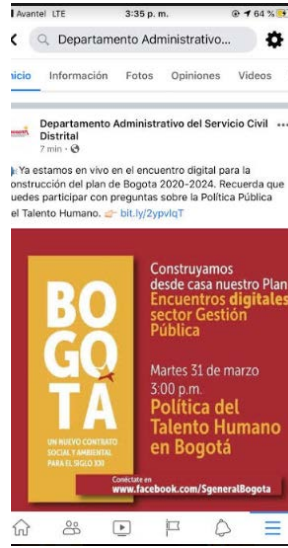 Avantel LTE 3:35 p. m. 64 %
Departamento Administrativo...
nicio Información Fotos Opiniones Videos
Departamento Administrativo del Servicio Civil ...
Distrital
7 min ·
Ya estamos en vivo en el encuentro digital para la
onstrucción del plan de Bogota 2020-2024. Recuerda que
uedes participar con preguntas sobre la Política Pública
el Talento Humano. 👉 bit.ly/2ypvlqT
Construyamos
desde casa nuestro Plan
Encuentros digitales
sector Gestión
Pública
BO
GO
TÁ
UN NUEVO CONTRATO
SOCIAL Y AMBIENTAL
PARA EL SIGLO XXI
Martes 31 de marzo
3:00 p.m.
Política del
Talento Humano
en Bogotá
Conéctate en
www.facebook.com/SgeneralBogota